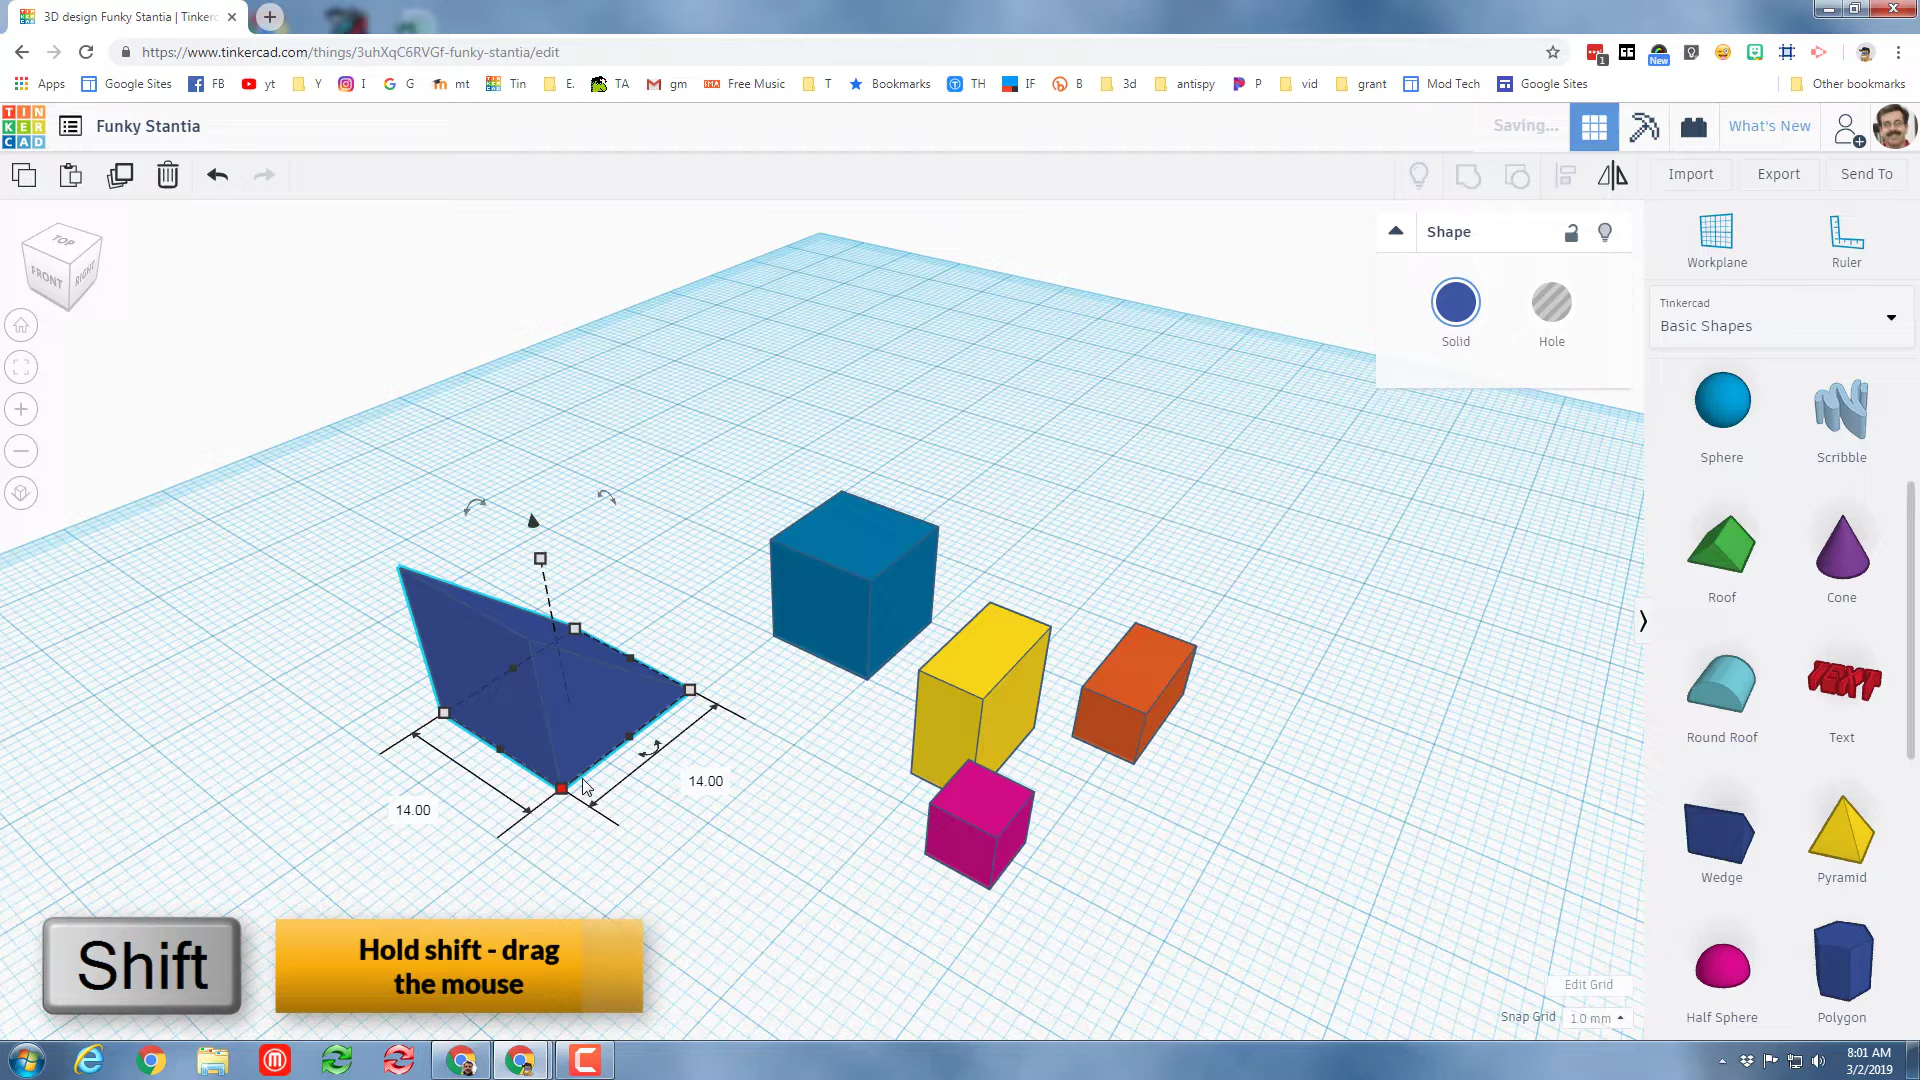 3D design Funky Stantia | Tinkerc
https://www.tinkercad.com/things/3uhXqC6RVGf-funky-stantia/edit
1
New
Apps
Google Sites
FB
yt
Y
I
G
mt
Tin
E.
TA
gm
Free Music
T
Bookmarks
TH
IF
B
3d
antispy
P
vid
grant
Mod Tech
Google Sites
Other bookmarks
TIN
KER
CAD
Funky Stantia
Saving...
What's New
Import
Export
Send To
TOP
FRONT
RIGHT
Shape
Solid
Hole
Workplane
Ruler
Tinkercad
Basic Shapes
Sphere
Scribble
Roof
Cone
Round Roof
TEXT
Text
Wedge
Pyramid
Half Sphere
Polygon
14.00
14.00
Shift
Hold shift - drag
the mouse
Edit Grid
Snap Grid
1.0 mm
8:01 AM
3/2/2019